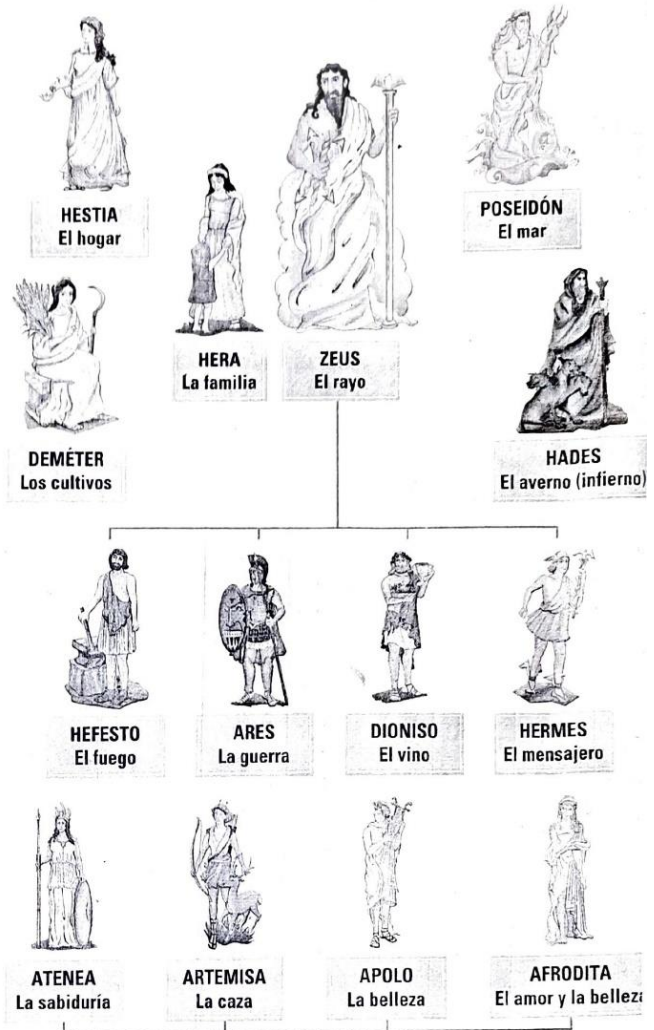 HESTIA
El hogar
POSEIDÓN
El mar
HERA
La familia
ZEUS
El rayo
DEMÉTER
Los cultivos
HADES
El averno (infierno)
HEFESTO
El fuego
ARES
La guerra
DIONISO
El vino
HERMES
El mensajero
ATENEA
La sabiduría
ARTEMISA
La caza
APOLO
La belleza
AFRODITA
El amor y la belleza